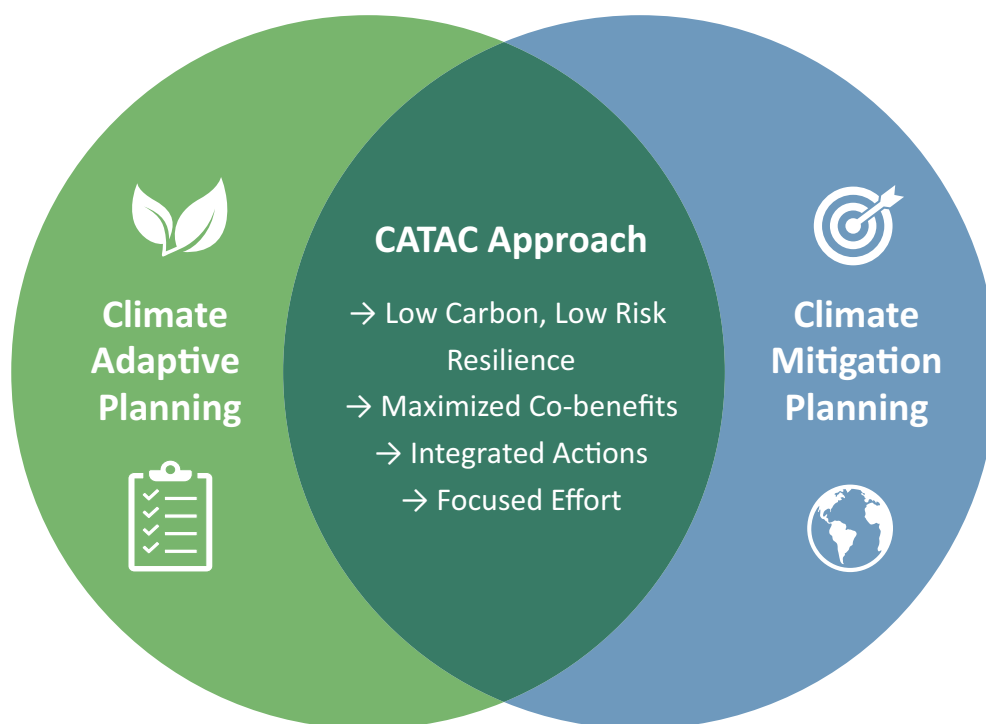 Climate
Adaptive
Planning
CATAC Approach
→ Low Carbon, Low Risk
Resilience
→ Maximized Co-benefits
→ Integrated Actions
→ Focused Effort
Climate
Mitigation
Planning